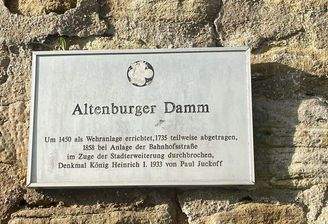 Altenburger Damm
Um 1450 als Wehranlage errichtet,1735 teilweise abgetragen,
1858 bei Anlage der Bahnhofstraße
im Zuge der Stadterweiterung durchbrochen,
Denkmal König Heinrich I. 1933 von Paul Juckoff